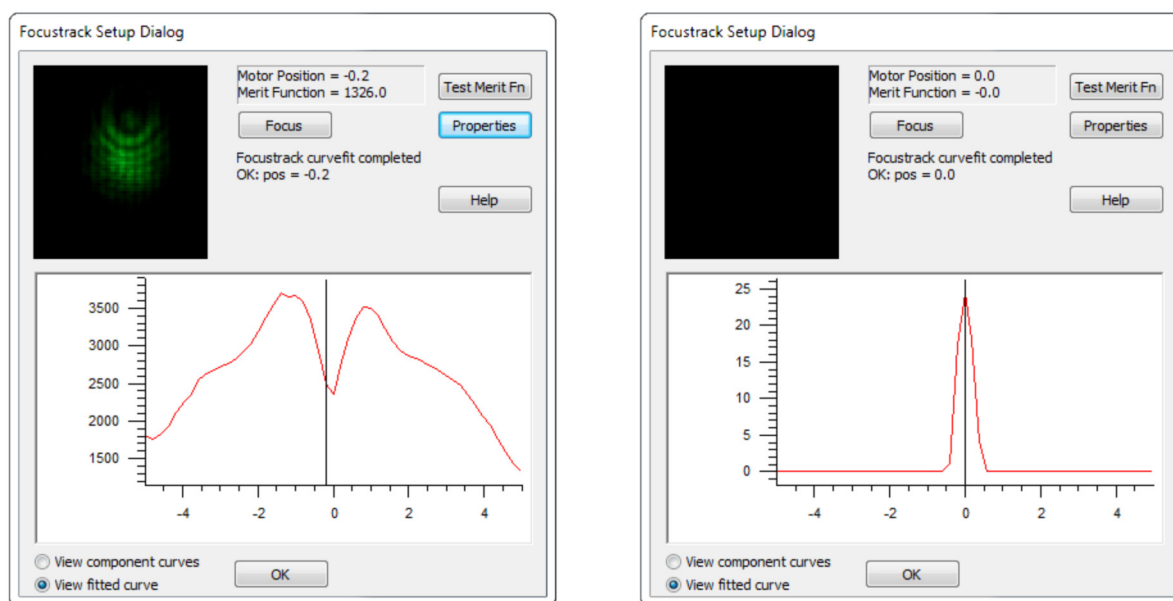 Focustrack Setup Dialog
Motor Position = -0.2
Merit Function = 1326.0
Test Merit Fn
Focus
Properties
Focustrack curvefit completed
OK: pos = -0.2
Help
3500
3000
2500
2000
1500
-4 -2 0 2 4
View component curves
View fitted curve
OK
Focustrack Setup Dialog
Motor Position = 0.0
Merit Function = -0.0
Test Merit Fn
Focus
Properties
Focustrack curvefit completed
OK: pos = 0.0
Help
25
20
15
10
5
0
-4 -2 0 2 4
View component curves
View fitted curve
OK